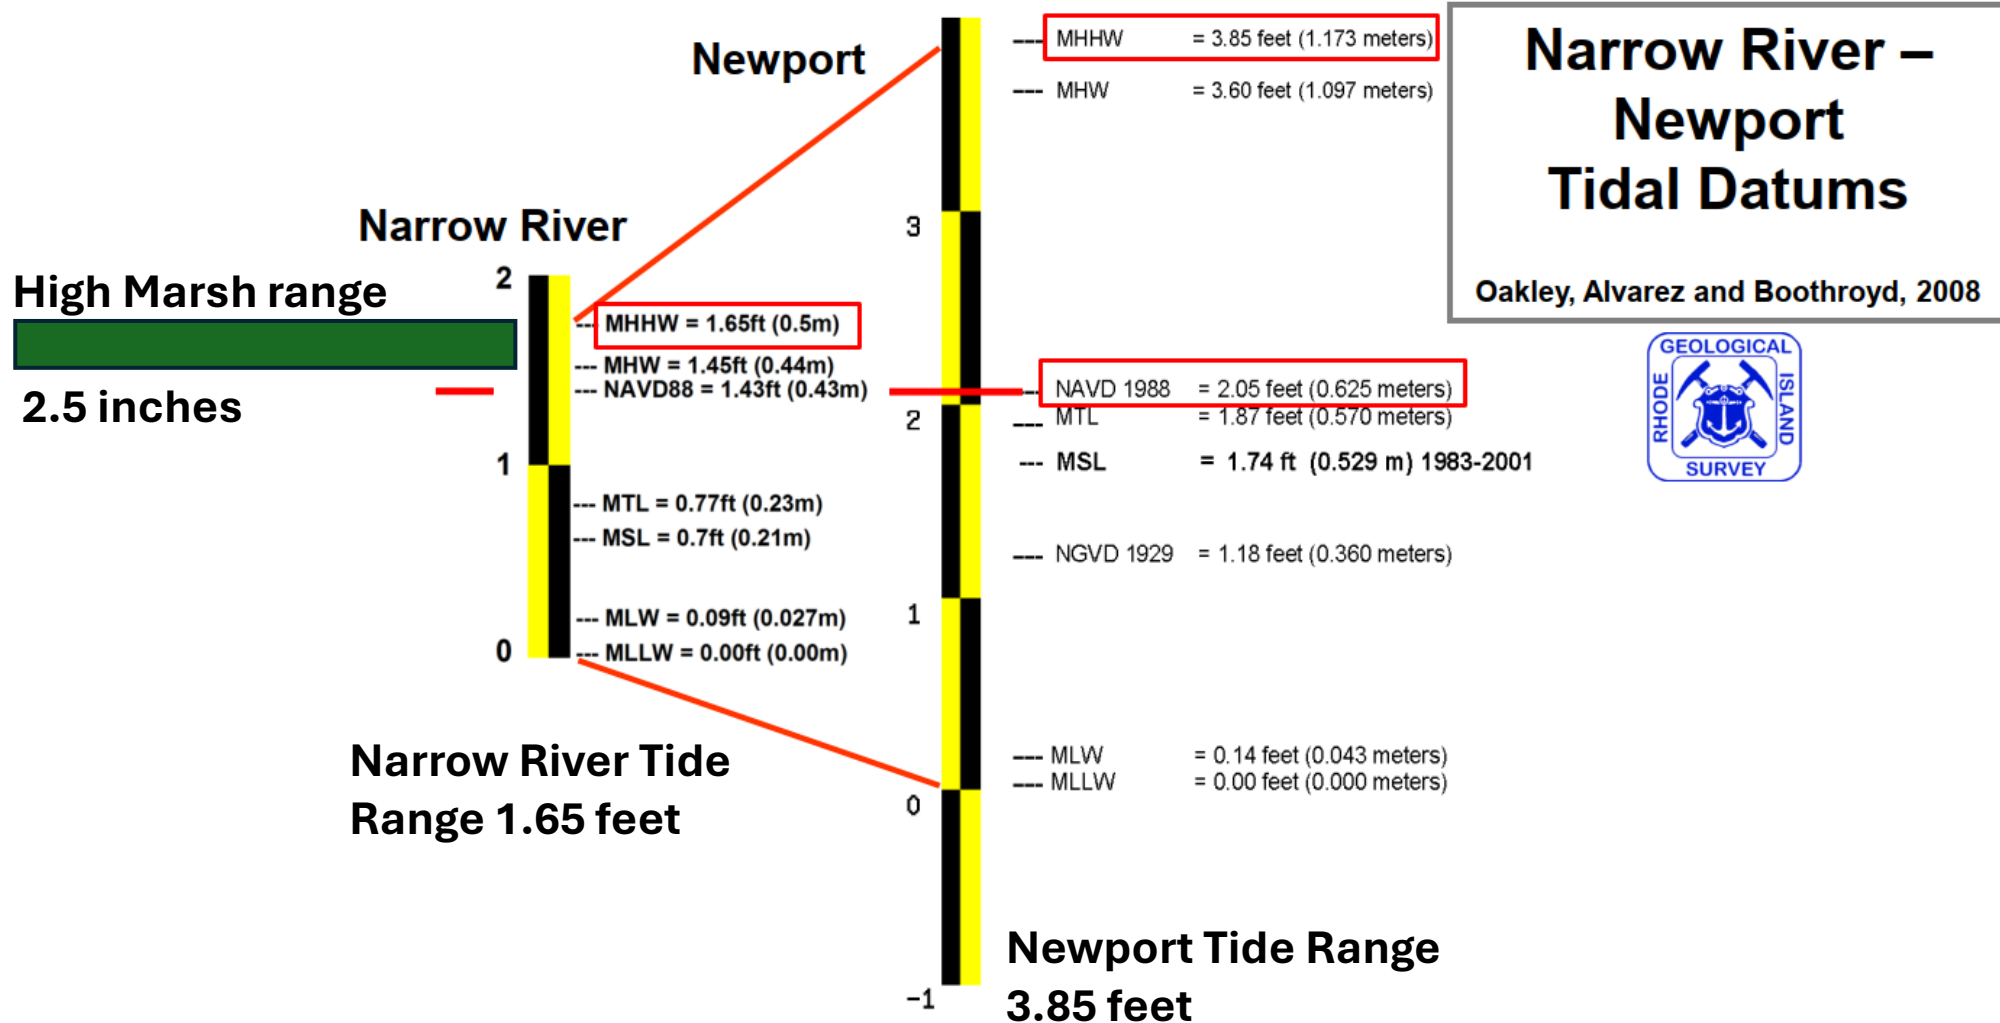 Narrow River –
Newport
Tidal Datums
Oakley, Alvarez and Boothroyd, 2008
RHODE
GEOLOGICAL
ISLAND
SURVEY
Newport
--- MHHW = 3.85 feet (1.173 meters)
--- MHW = 3.60 feet (1.097 meters)
3
--- NAVD 1988 = 2.05 feet (0.625 meters)
2
--- MTL = 1.87 feet (0.570 meters)
--- MSL = 1.74 ft (0.529 m) 1983-2001
--- NGVD 1929 = 1.18 feet (0.360 meters)
1
--- MLW = 0.14 feet (0.043 meters)
--- MLLW = 0.00 feet (0.000 meters)
0
-1
Newport Tide Range
3.85 feet
Narrow River
High Marsh range
2.5 inches
2
--- MHHW = 1.65ft (0.5m)
--- MHW = 1.45ft (0.44m)
--- NAVD88 = 1.43ft (0.43m)
1
--- MTL = 0.77ft (0.23m)
--- MSL = 0.7ft (0.21m)
--- MLW = 0.09ft (0.027m)
0
--- MLLW = 0.00ft (0.00m)
Narrow River Tide
Range 1.65 feet